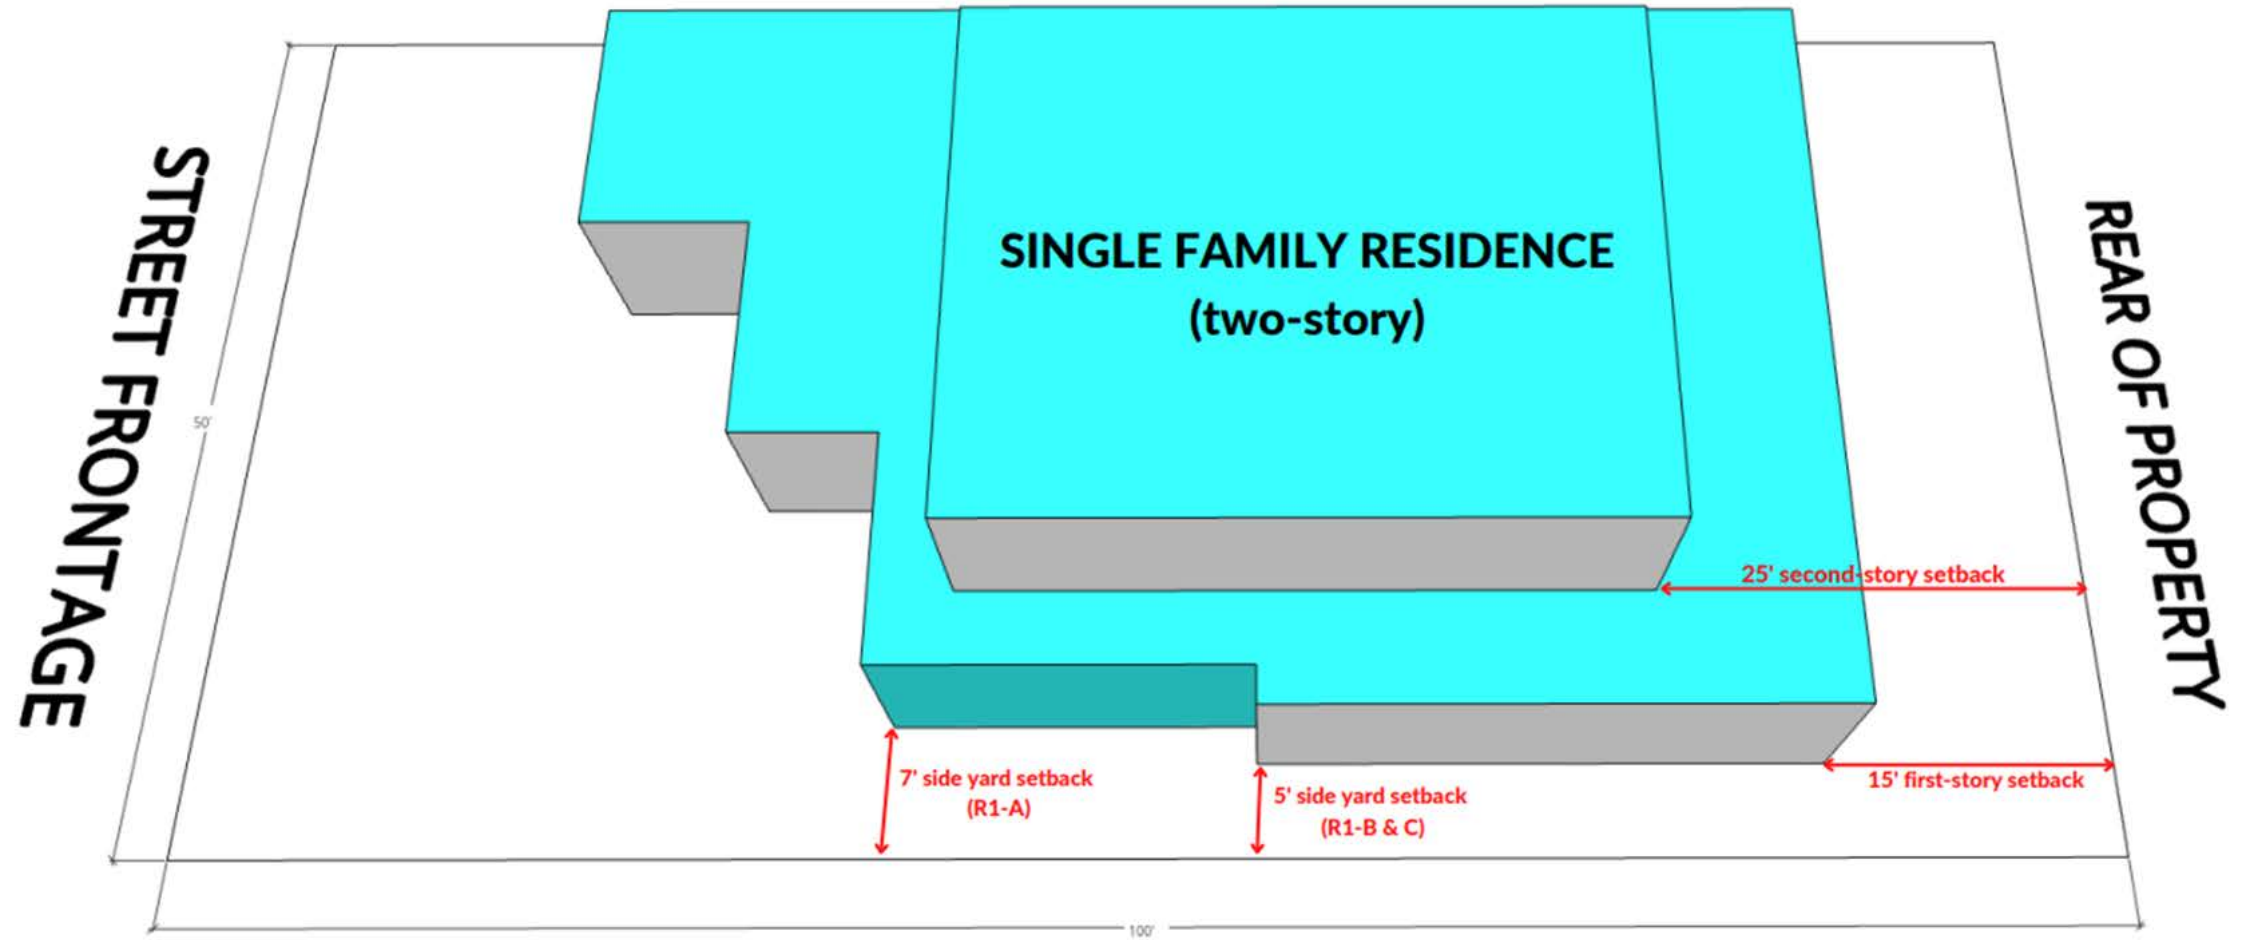 STREET FRONTAGE
50'
SINGLE FAMILY RESIDENCE
(two-story)
REAR OF PROPERTY
25' second-story setback
7' side yard setback
(R1-A)
5' side yard setback
(R1-B & C)
15' first-story setback
100'